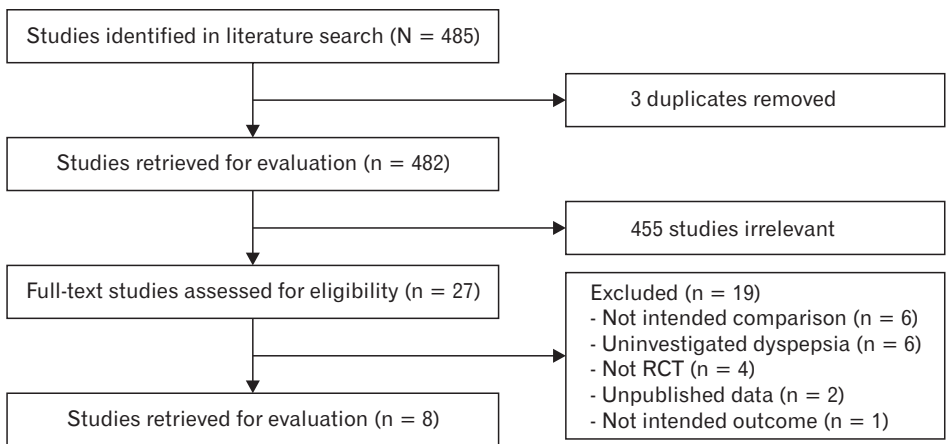 Studies identified in literature search (N = 485)
3 duplicates removed
Studies retrieved for evaluation (n = 482)
455 studies irrelevant
Full-text studies assessed for eligibility (n = 27)
Excluded (n = 19)
- Not intended comparison (n = 6)
- Uninvestigated dyspepsia (n = 6)
- Not RCT (n = 4)
- Unpublished data (n = 2)
- Not intended outcome (n = 1)
Studies retrieved for evaluation (n = 8)